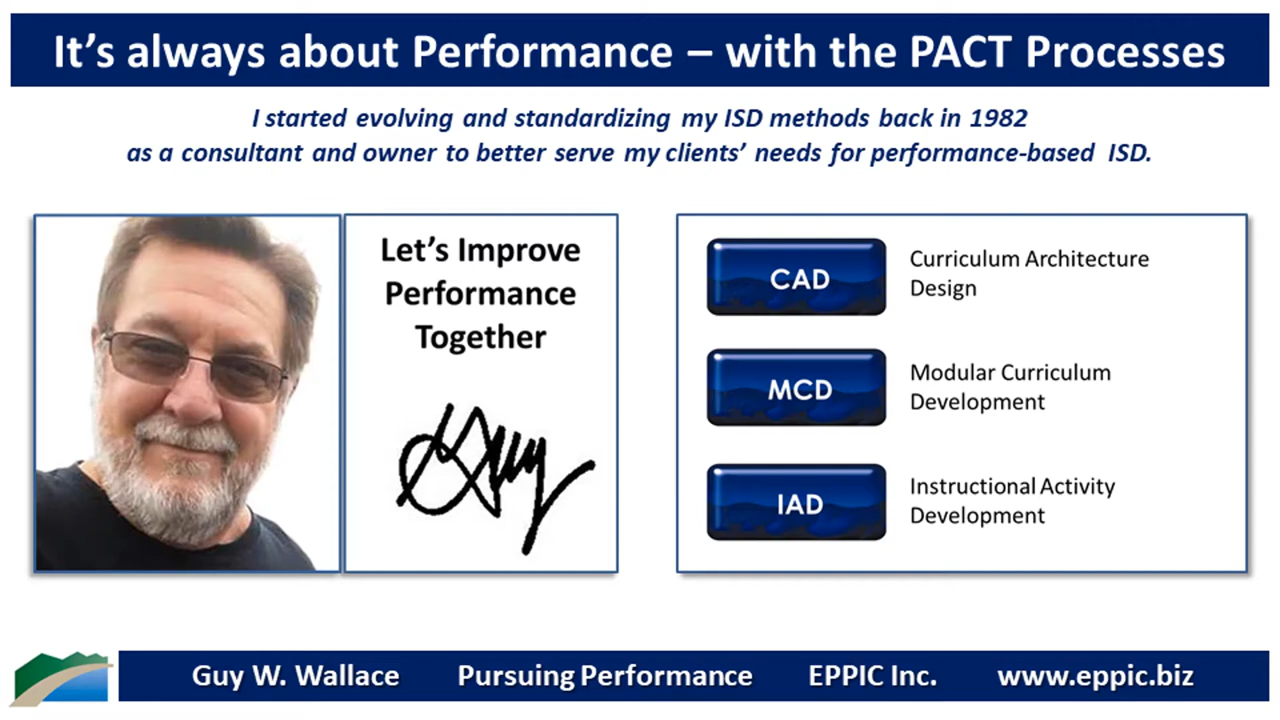 It's always about Performance – with the PACT Processes
I started evolving and standardizing my ISD methods back in 1982
as a consultant and owner to better serve my clients' needs for performance-based ISD.
Let's Improve
Performance
Together
Guy
CAD
Curriculum Architecture
Design
MCD
Modular Curriculum
Development
IAD
Instructional Activity
Development
Guy W. Wallace Pursuing Performance EPPIC Inc. www.eppic.biz